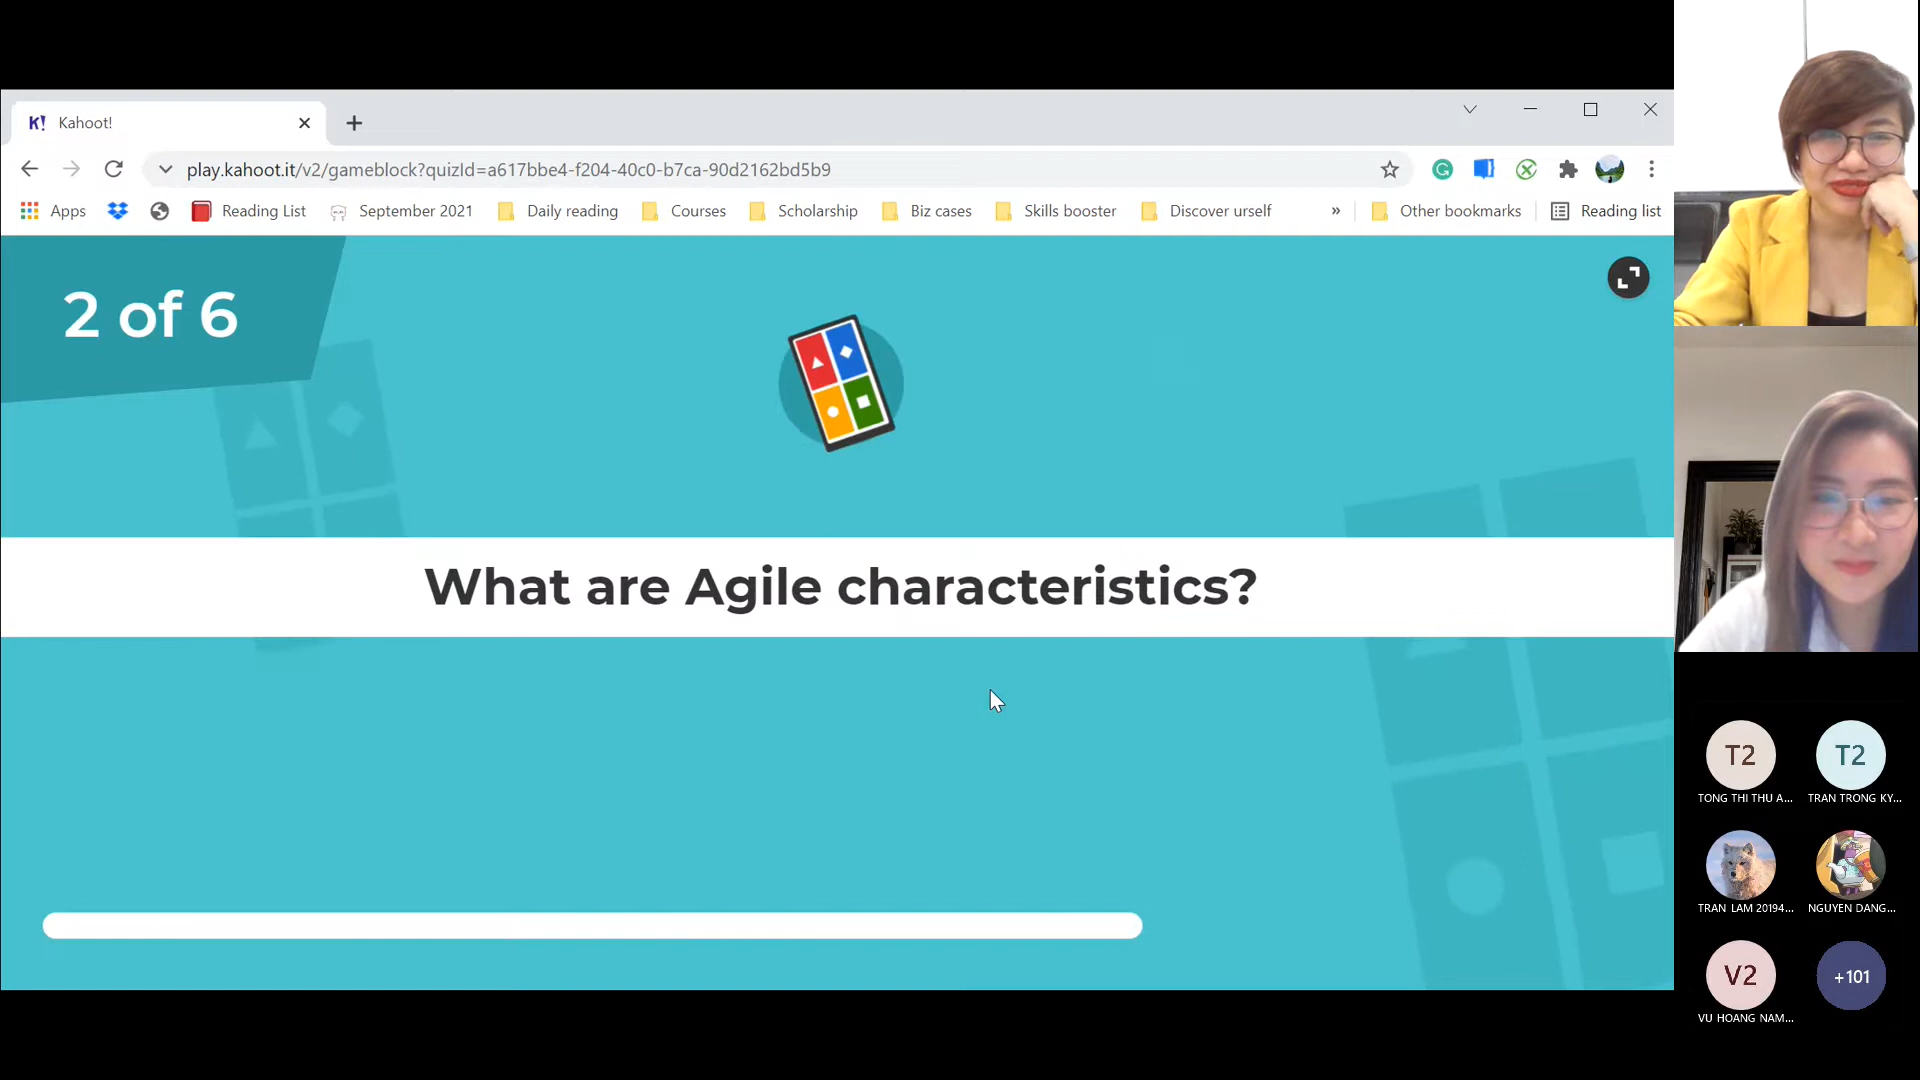 K! Kahoot!
play.kahoot.it/v2/gameblock?quizId=a617bbe4-f204-40c0-b7ca-90d2162bd5b9
Apps Reading List September 2021 Daily reading Courses Scholarship Biz cases Skills booster Discover urself » Other bookmarks Reading list
2 of 6
What are Agile characteristics?
T2 T2
TONG THI THU A... TRAN TRONG KY...
TRAN LAM 20194... NGUYEN DANG...
V2 +101
VU HOANG NAM...